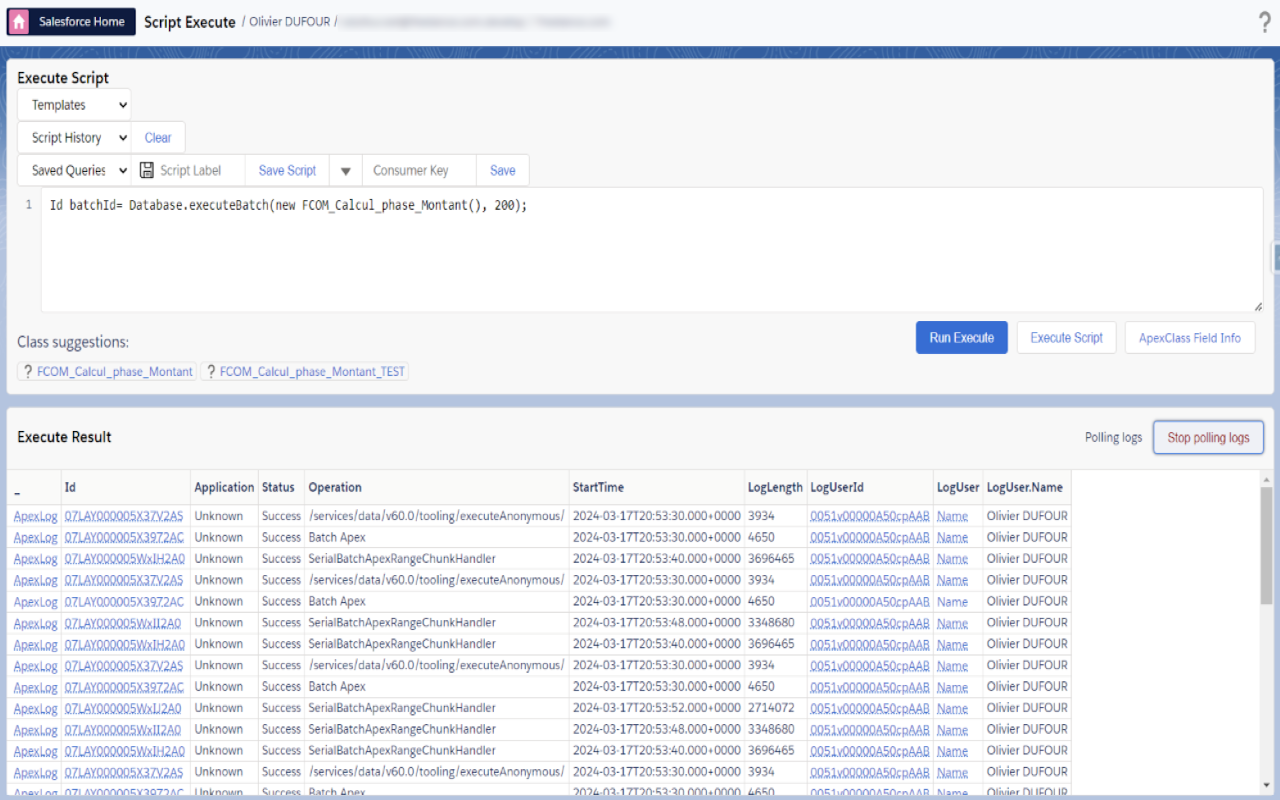 Salesforce Home Script Execute / Olivier DUFOUR / ?
Execute Script
Templates
Script History Clear
Saved Queries Script Label Save Script ▼ Consumer Key Save
1 Id batchId= Database.executeBatch(new FCOM_Calcul_phase_Montant(), 200);
Class suggestions: Run Execute Execute Script ApexClass Field Info
? FCOM_Calcul_phase_Montant ? FCOM_Calcul_phase_Montant_TEST
Execute Result Polling logs Stop polling logs
_ Id Application Status Operation StartTime LogLength LogUserId LogUser LogUser.Name
ApexLog 07LAY000005X37V2AS Unknown Success /services/data/v60.0/tooling/executeAnonymous/ 2024-03-17T20:53:30.000+0000 3934 0051v00000A50cpAAB Name Olivier DUFOUR
ApexLog 07LAY000005X3972AC Unknown Success Batch Apex 2024-03-17T20:53:30.000+0000 4650 0051v00000A50cpAAB Name Olivier DUFOUR
ApexLog 07LAY000005WxIH2A0 Unknown Success SerialBatchApexRangeChunkHandler 2024-03-17T20:53:40.000+0000 3696465 0051v00000A50cpAAB Name Olivier DUFOUR
ApexLog 07LAY000005X37V2AS Unknown Success /services/data/v60.0/tooling/executeAnonymous/ 2024-03-17T20:53:30.000+0000 3934 0051v00000A50cpAAB Name Olivier DUFOUR
ApexLog 07LAY000005X3972AC Unknown Success Batch Apex 2024-03-17T20:53:30.000+0000 4650 0051v00000A50cpAAB Name Olivier DUFOUR
ApexLog 07LAY000005WxII2A0 Unknown Success SerialBatchApexRangeChunkHandler 2024-03-17T20:53:48.000+0000 3348680 0051v00000A50cpAAB Name Olivier DUFOUR
ApexLog 07LAY000005WxIH2A0 Unknown Success SerialBatchApexRangeChunkHandler 2024-03-17T20:53:40.000+0000 3696465 0051v00000A50cpAAB Name Olivier DUFOUR
ApexLog 07LAY000005X37V2AS Unknown Success /services/data/v60.0/tooling/executeAnonymous/ 2024-03-17T20:53:30.000+0000 3934 0051v00000A50cpAAB Name Olivier DUFOUR
ApexLog 07LAY000005X3972AC Unknown Success Batch Apex 2024-03-17T20:53:30.000+0000 4650 0051v00000A50cpAAB Name Olivier DUFOUR
ApexLog 07LAY000005WxIJ2A0 Unknown Success SerialBatchApexRangeChunkHandler 2024-03-17T20:53:52.000+0000 2714072 0051v00000A50cpAAB Name Olivier DUFOUR
ApexLog 07LAY000005WxII2A0 Unknown Success SerialBatchApexRangeChunkHandler 2024-03-17T20:53:48.000+0000 3348680 0051v00000A50cpAAB Name Olivier DUFOUR
ApexLog 07LAY000005WxIH2A0 Unknown Success SerialBatchApexRangeChunkHandler 2024-03-17T20:53:40.000+0000 3696465 0051v00000A50cpAAB Name Olivier DUFOUR
ApexLog 07LAY000005X37V2AS Unknown Success /services/data/v60.0/tooling/executeAnonymous/ 2024-03-17T20:53:30.000+0000 3934 0051v00000A50cpAAB Name Olivier DUFOUR
ApexLog 07LAY000005X3972AC Unknown Success Batch Apex 2024-03-17T20:53:30.000+0000 4650 0051v00000A50cpAAB Name Olivier DUFOUR